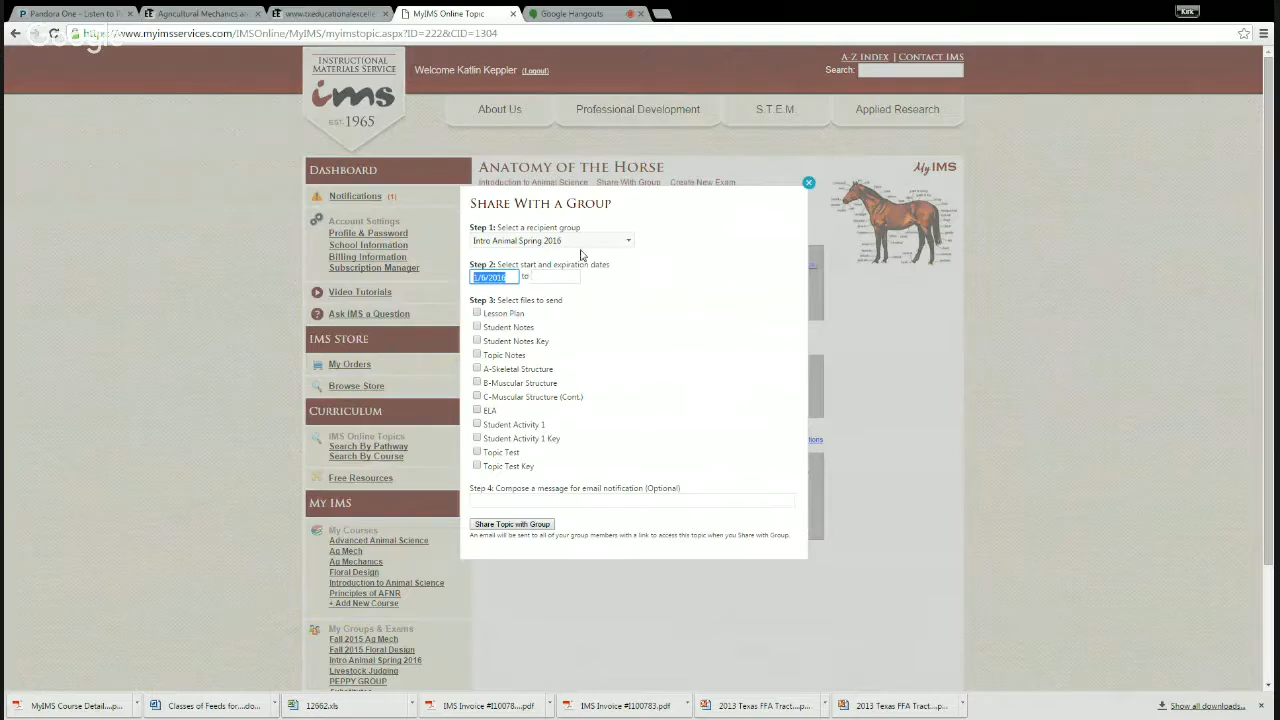 Pandora One - Listen to F
Agricultural Mechanics an
www.txeducationalexcelle
MyIMS Online Topic
Google Hangouts
Kirk
https://www.myimsservices.com/IMSOnline/MyIMS/myimstopic.aspx?ID=222&CID=1304
Google
INSTRUCTIONAL
MATERIALS SERVICE
ims
EST. 1965
Welcome Katlin Keppler (Logout)
A-Z INDEX | CONTACT IMS
Search:
About Us
Professional Development
S.T.E.M.
Applied Research
DASHBOARD
Notifications (1)
Account Settings
Profile & Password
School Information
Billing Information
Subscription Manager
Video Tutorials
Ask IMS a Question
IMS STORE
My Orders
Browse Store
CURRICULUM
IMS Online Topics
Search By Pathway
Search By Course
Free Resources
MY IMS
My Courses
Advanced Animal Science
Ag Mech
Ag Mechanics
Floral Design
Introduction to Animal Science
Principles of AFNR
+ Add New Course
My Groups & Exams
Fall 2015 Ag Mech
Fall 2015 Floral Design
Intro Animal Spring 2016
Livestock Judging
PEPPY GROUP
Substitutes
ANATOMY OF THE HORSE
My IMS
Introduction to Animal Science Share With Group Create New Exam
SHARE WITH A GROUP
Step 1: Select a recipient group
Intro Animal Spring 2016
Step 2: Select start and expiration dates
1/6/2016 to
Step 3: Select files to send
Lesson Plan
Student Notes
Student Notes Key
Topic Notes
A-Skeletal Structure
B-Muscular Structure
C-Muscular Structure (Cont.)
ELA
Student Activity 1
Student Activity 1 Key
Topic Test
Topic Test Key
Step 4: Compose a message for email notification (Optional)
Share Topic with Group
An email will be sent to all of your group members with a link to access this topic when you Share with Group.
MyIMS Course Detail....p...
Classes of Feeds for....do...
12662.xls
IMS Invoice #I10078...pdf
IMS Invoice #I100783.pdf
2013 Texas FFA Tract....p...
2013 Texas FFA Tract....p...
Show all downloads...